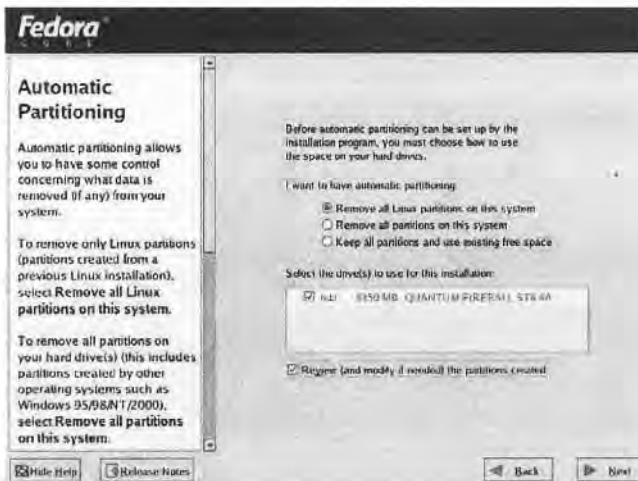 Fedora
CORE
Automatic
Partitioning
Automatic partitioning allows
you to have some control
concerning what data is
removed (if any) from your
system.
To remove only Linux partitions
(partitions created from a
previous Linux installation),
select Remove all Linux
partitions on this system.
To remove all partitions on
your hard drive(s) (this includes
partitions created by other
operating systems such as
Windows 95/98/NT/2000),
select Remove all partitions
on this system.
Hide Help
Release Notes
Before automatic partitioning can be set up by the
installation program, you must choose how to use
the space on your hard drives.
I want to have automatic partitioning:
Remove all Linux partitions on this system
Remove all partitions on this system
Keep all partitions and use existing free space
Select the drive(s) to use for this installation:
MB QUANTUM FIREBALL
Review (and modify if needed) the partitions created
Back
Next